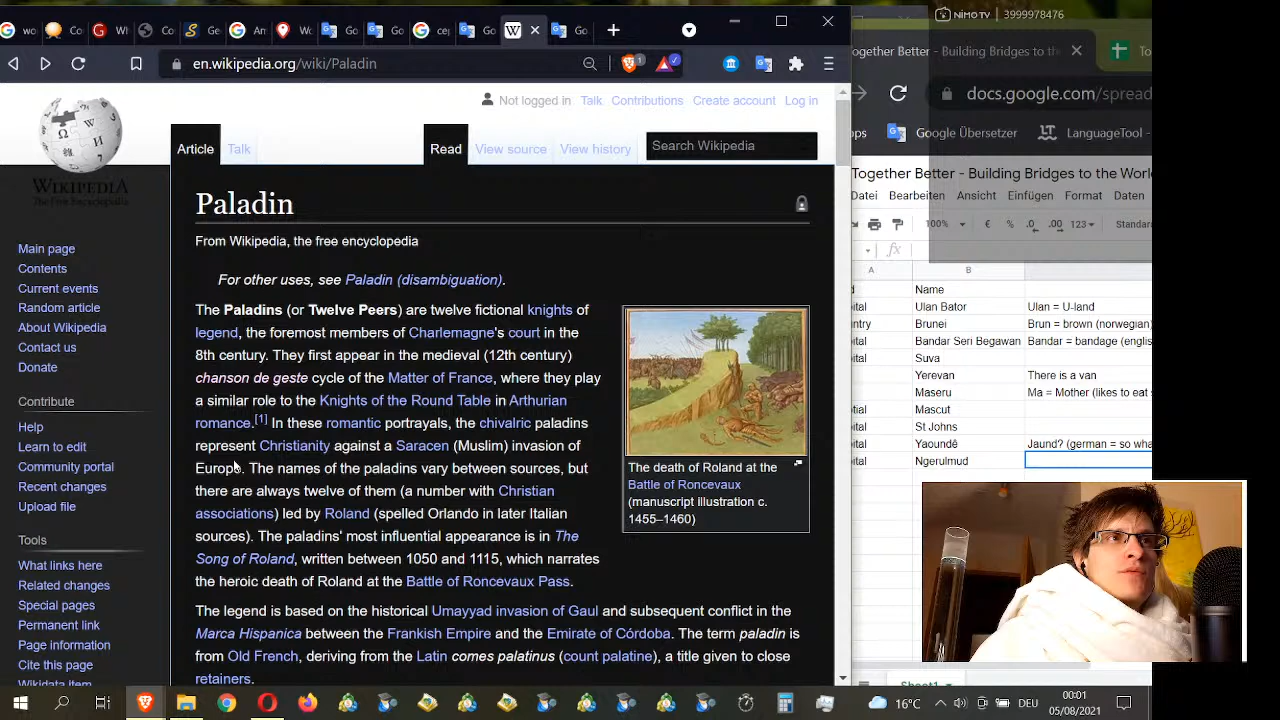 NIMO TV 3999978476
en.wikipedia.org/wiki/Paladin
Not logged in Talk Contributions Create account Log in
Article Talk Read View source View history Search Wikipedia
WIKIPEDIA
The Free Encyclopedia
Paladin
From Wikipedia, the free encyclopedia
For other uses, see Paladin (disambiguation).
The Paladins (or Twelve Peers) are twelve fictional knights of
legend, the foremost members of Charlemagne's court in the
8th century. They first appear in the medieval (12th century)
chanson de geste cycle of the Matter of France, where they play
a similar role to the Knights of the Round Table in Arthurian
romance.[1] In these romantic portrayals, the chivalric paladins
represent Christianity against a Saracen (Muslim) invasion of
Europe. The names of the paladins vary between sources, but
there are always twelve of them (a number with Christian
associations) led by Roland (spelled Orlando in later Italian
sources). The paladins' most influential appearance is in The
Song of Roland, written between 1050 and 1115, which narrates
the heroic death of Roland at the Battle of Roncevaux Pass.
The legend is based on the historical Umayyad invasion of Gaul and subsequent conflict in the
Marca Hispanica between the Frankish Empire and the Emirate of Córdoba. The term paladin is
from Old French, deriving from the Latin comes palatinus (count palatine), a title given to close
retainers.
The death of Roland at the
Battle of Roncevaux
(manuscript illustration c.
1455–1460)
Main page
Contents
Current events
Random article
About Wikipedia
Contact us
Donate
Contribute
Help
Learn to edit
Community portal
Recent changes
Upload file
Tools
What links here
Related changes
Special pages
Permanent link
Page information
Cite this page
Wikidata item
ogether Better - Building Bridges to the
docs.google.com/spread
Google Übersetzer LanguageTool
Together Better - Building Bridges to the World
Datei Bearbeiten Ansicht Einfügen Format Daten
100% € % .0 .00 123 Standard
fx
A B
Name
Ulan Bator Ulan = U-land
Brunei Brun = brown (norwegian)
Bandar Seri Begawan Bandar = bandage (englis
Suva
Yerevan There is a van
Maseru Ma = Mother (likes to eat
Mascut
St Johns
Yaoundê Jaund? (german = so wha
Ngerulmud
Sheet1
16°C DEU 00:01
05/08/2021